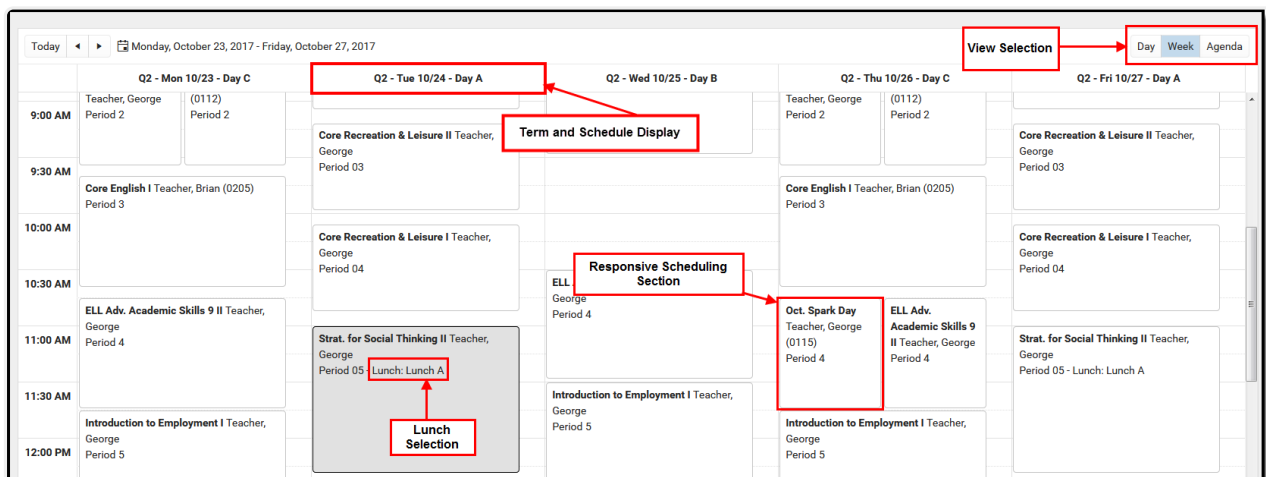 Today
Monday, October 23, 2017 - Friday, October 27, 2017
View Selection
Day Week Agenda
Q2 - Mon 10/23 - Day C
Q2 - Tue 10/24 - Day A
Q2 - Wed 10/25 - Day B
Q2 - Thu 10/26 - Day C
Q2 - Fri 10/27 - Day A
9:00 AM
9:30 AM
10:00 AM
10:30 AM
11:00 AM
11:30 AM
12:00 PM
Teacher, George
Period 2
(0112)
Period 2
Core English I Teacher, Brian (0205)
Period 3
ELL Adv. Academic Skills 9 II Teacher,
George
Period 4
Introduction to Employment I Teacher,
George
Period 5
Core Recreation & Leisure II Teacher,
George
Period 03
Core Recreation & Leisure I Teacher,
George
Period 04
Strat. for Social Thinking II Teacher,
George
Period 05 - Lunch: Lunch A
Lunch
Selection
Term and Schedule Display
Responsive Scheduling
Section
ELL
George
Period 4
Introduction to Employment I Teacher,
George
Period 5
Teacher, George
Period 2
(0112)
Period 2
Core English I Teacher, Brian (0205)
Period 3
Oct. Spark Day
Teacher, George
(0115)
Period 4
ELL Adv.
Academic Skills 9
II Teacher, George
Period 4
Introduction to Employment I Teacher,
George
Period 5
Core Recreation & Leisure II Teacher,
George
Period 03
Core Recreation & Leisure I Teacher,
George
Period 04
Strat. for Social Thinking II Teacher,
George
Period 05 - Lunch: Lunch A